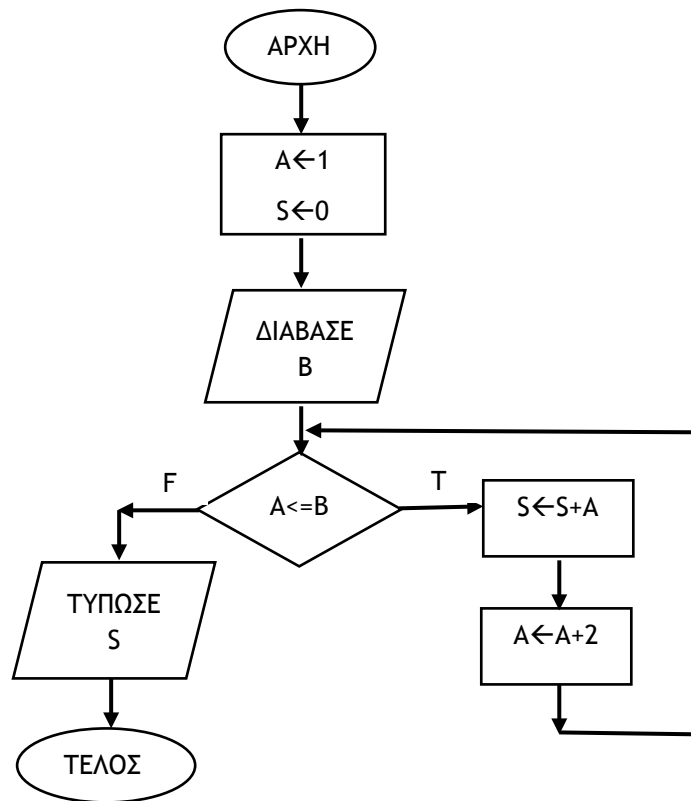 ΑΡΧΗ
Α←1
S←0
ΔΙΑΒΑΣΕ
Β
F
A<=B
T
S←S+A
ΤΥΠΩΣΕ
S
A←A+2
ΤΕΛΟΣ